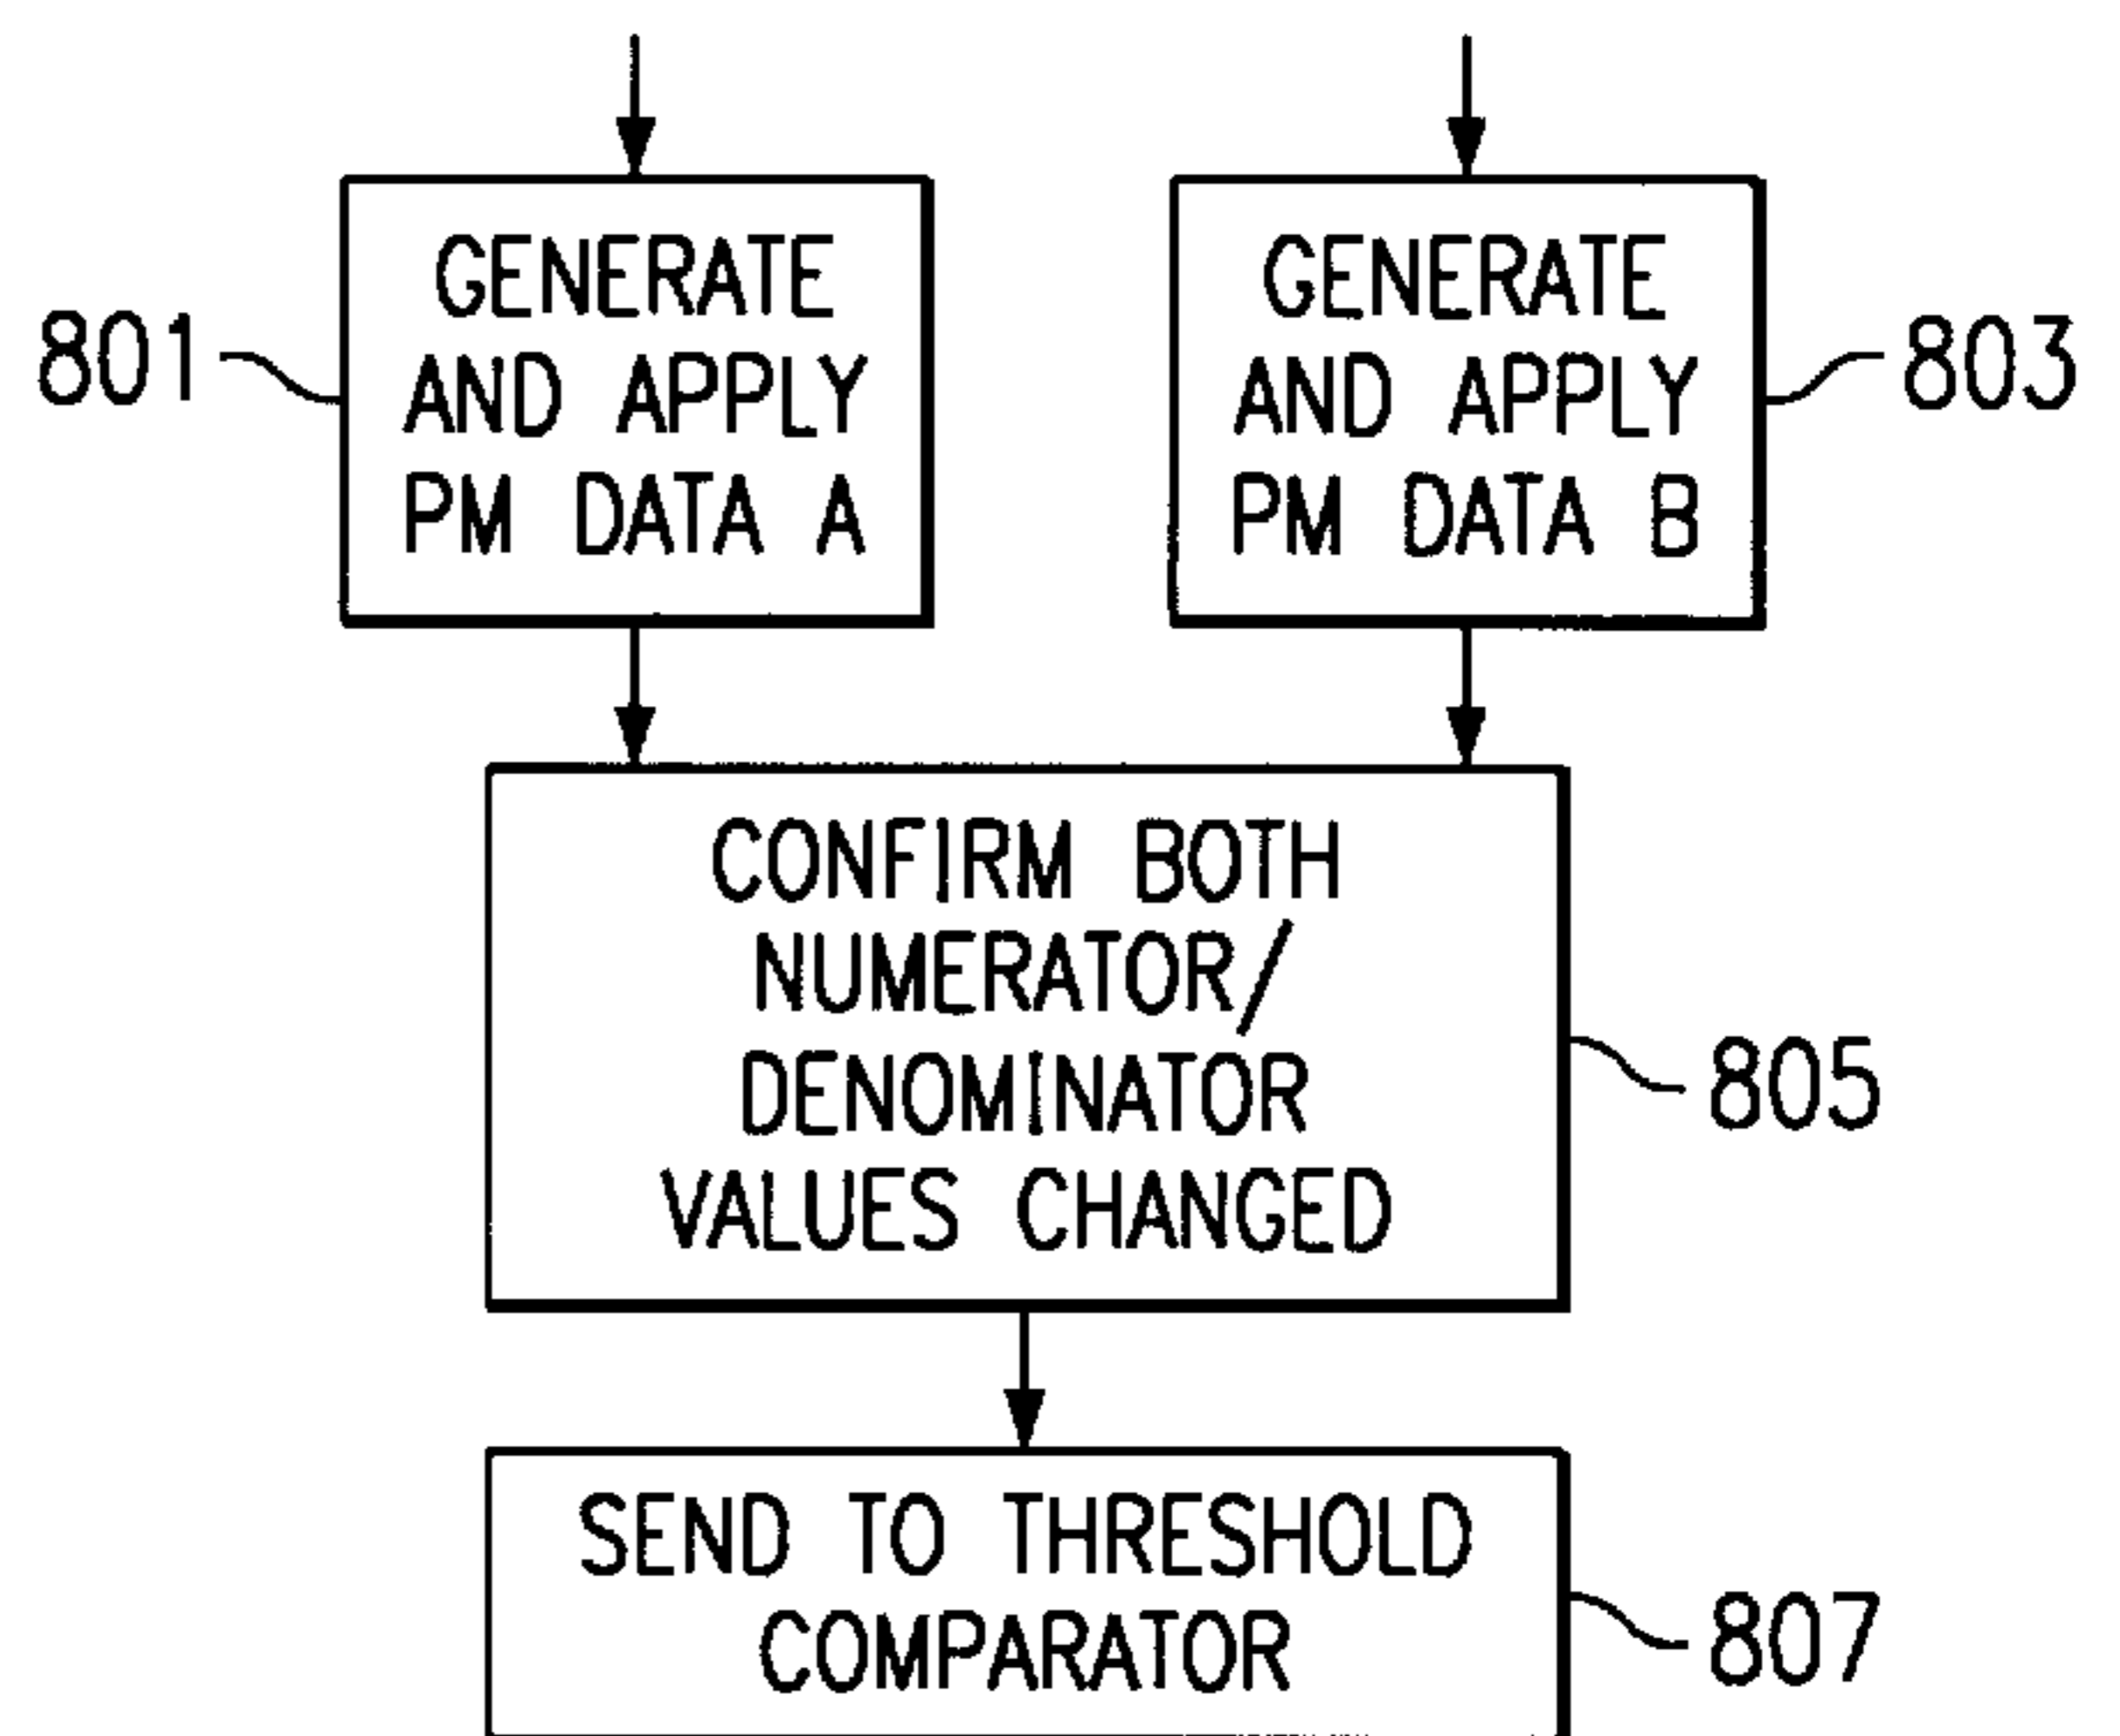 GENERATE
AND APPLY
PM DATA A
801
GENERATE
AND APPLY
PM DATA B
803
CONFIRM BOTH
NUMERATOR/
DENOMINATOR
VALUES CHANGED
805
SEND TO THRESHOLD
COMPARATOR
807